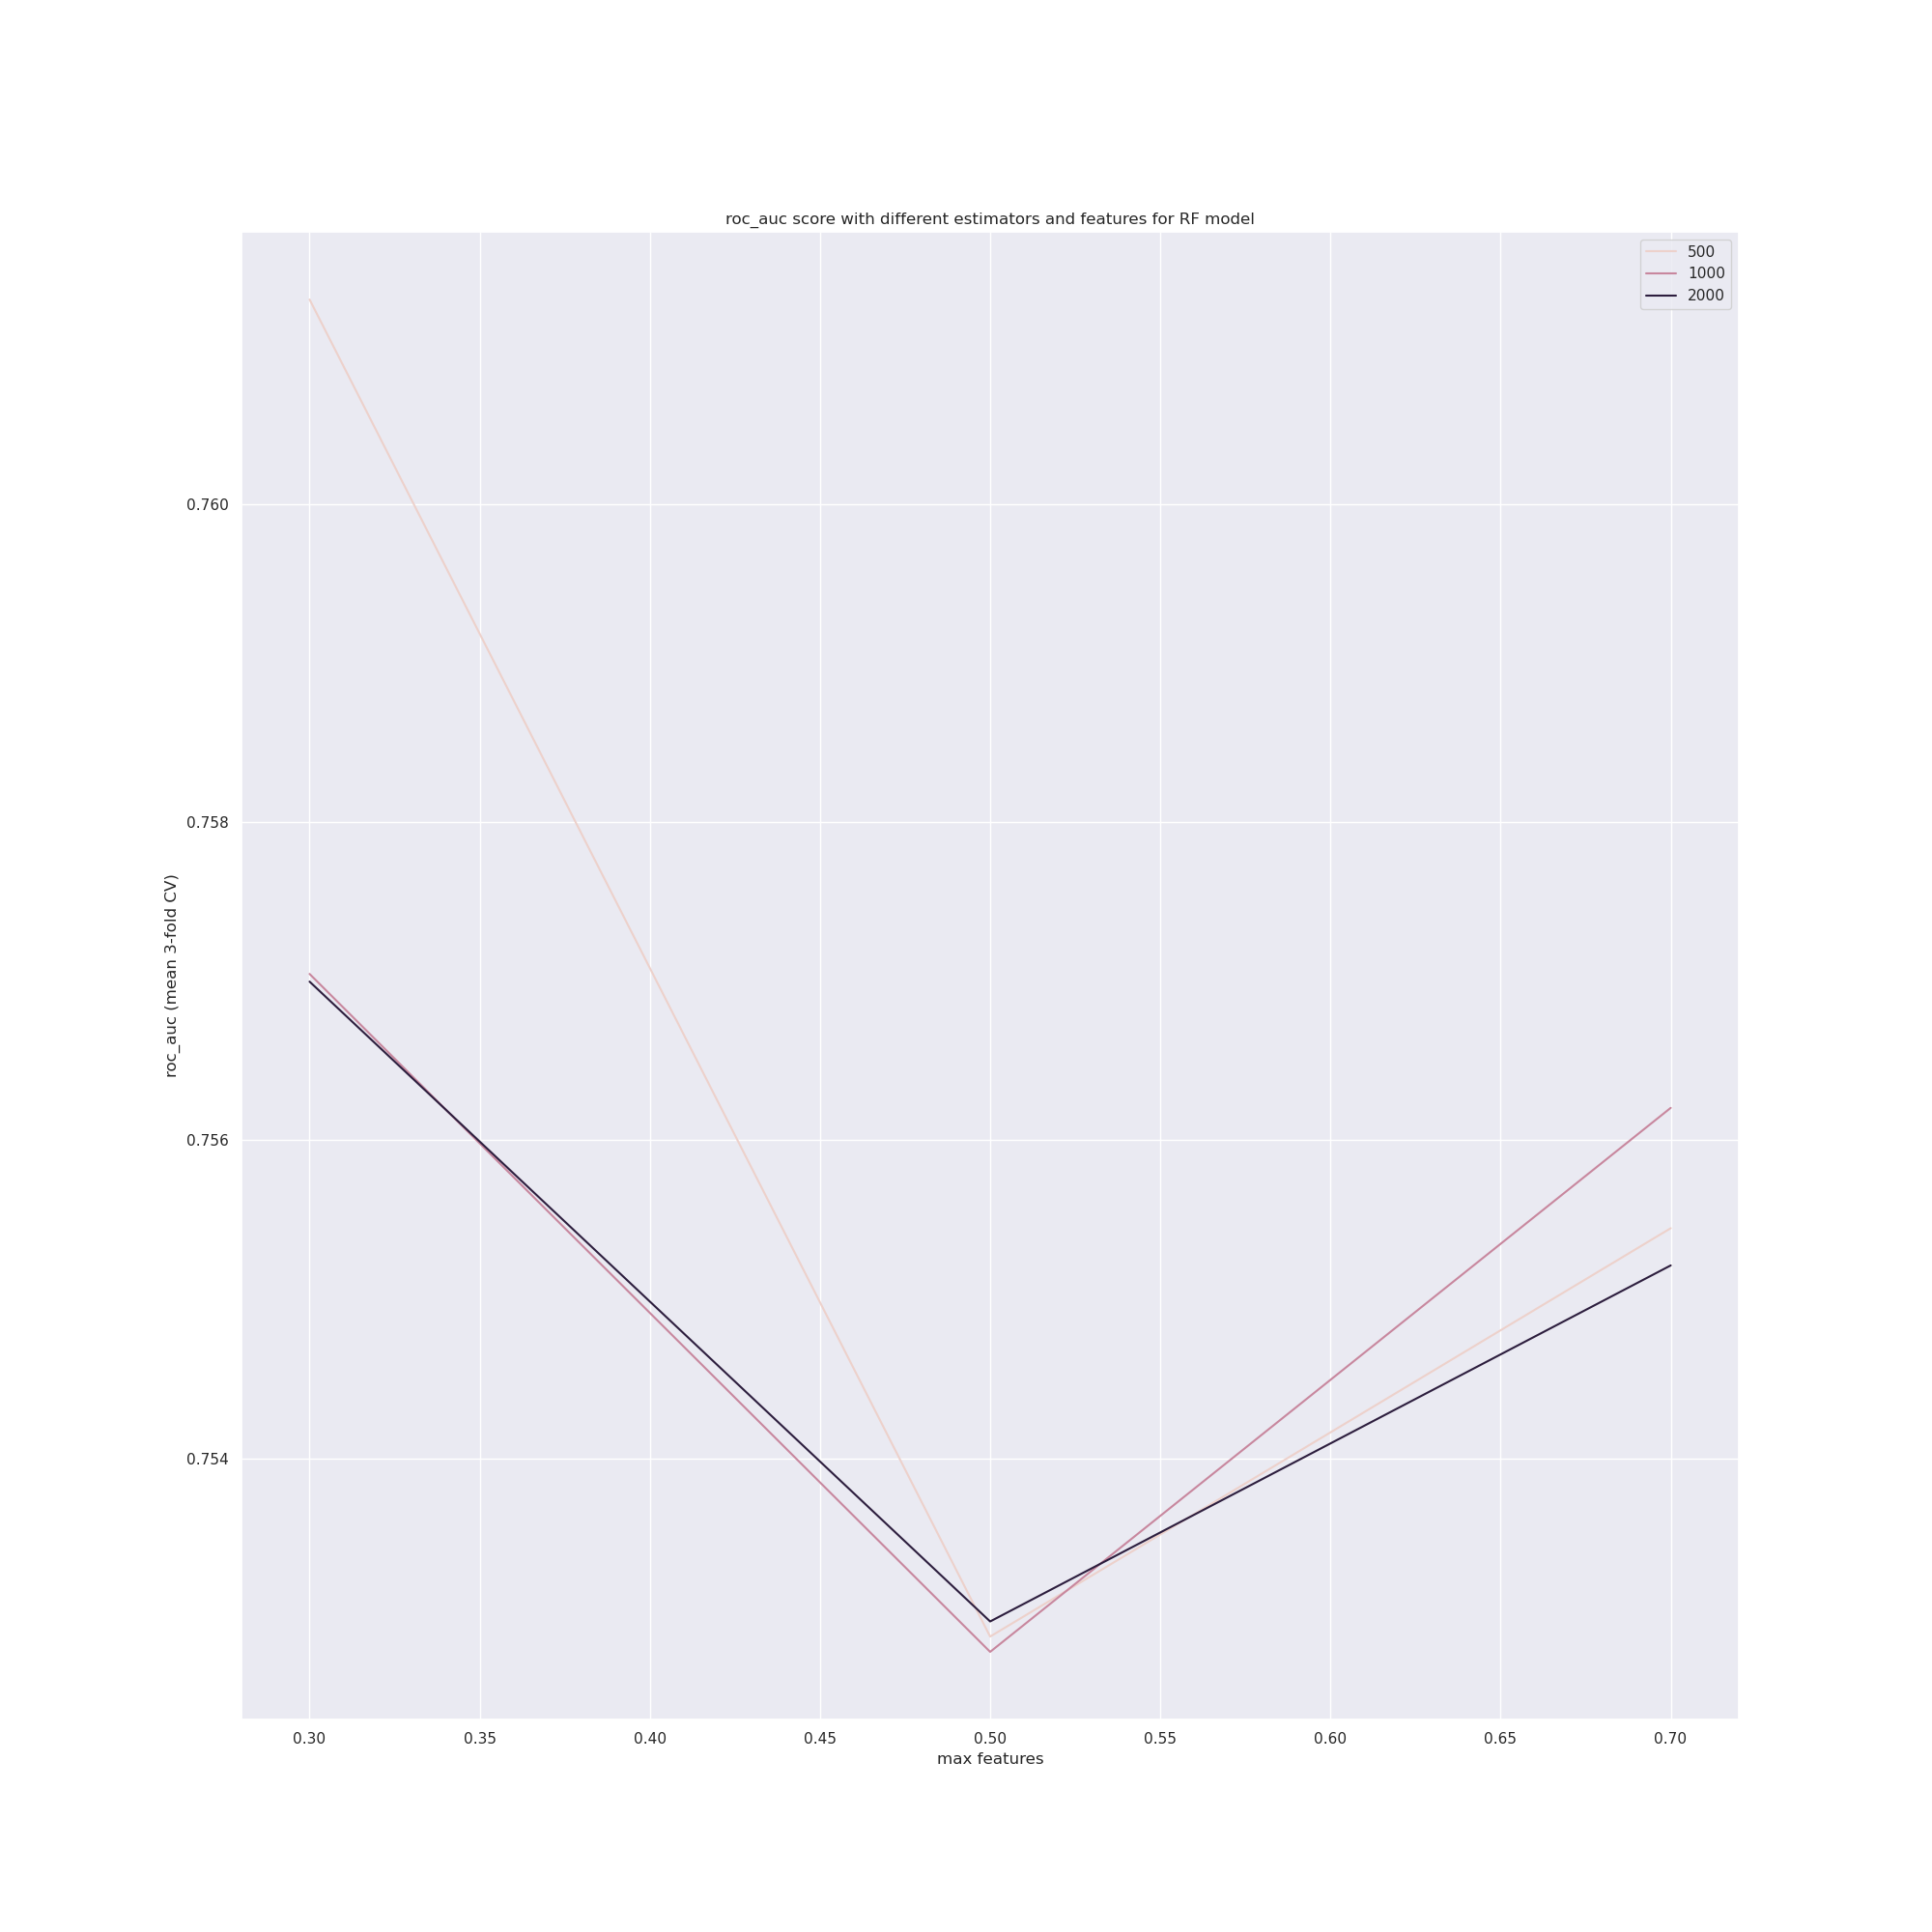 roc_auc score with different estimators and features for RF model
500
1000
2000
0.760
0.758
0.756
0.754
roc_auc (mean 3-fold CV)
0.30 0.35 0.40 0.45 0.50 0.55 0.60 0.65 0.70
max features